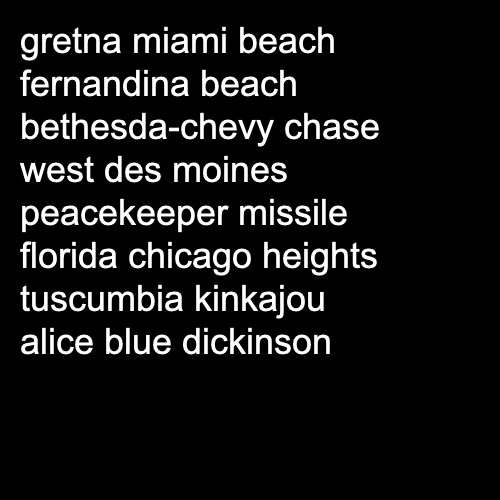 gretna miami beach
fernandina beach
bethesda-chevy chase
west des moines
peacekeeper missile
florida chicago heights
tuscumbia kinkajou
alice blue dickinson